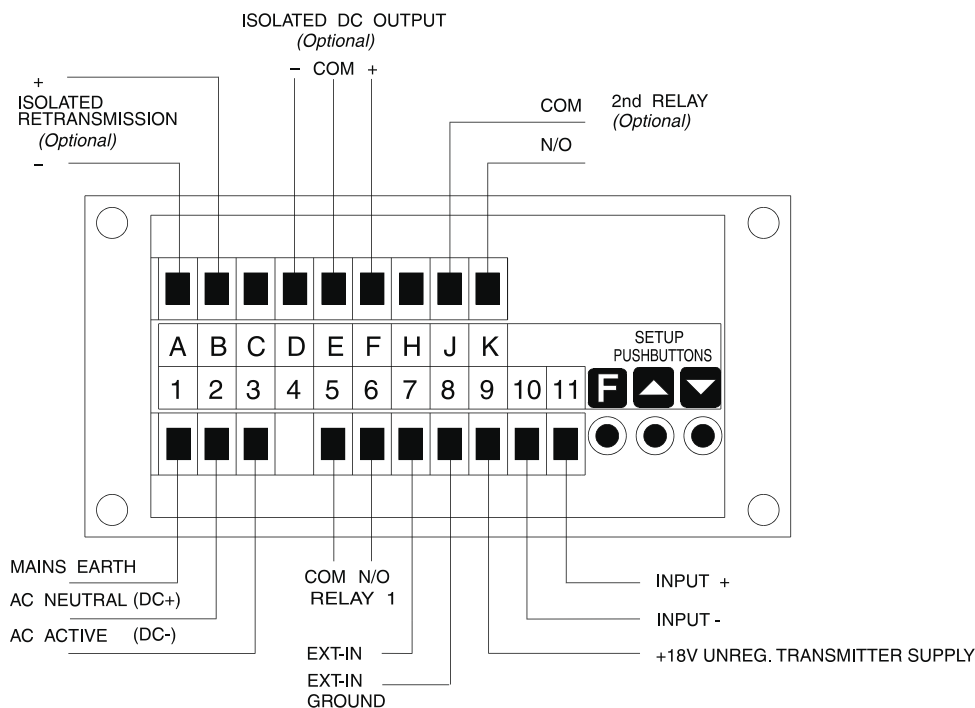 ISOLATED DC OUTPUT
(Optional)
– COM +
+
ISOLATED
RETRANSMISSION
(Optional)
–
COM
2nd RELAY
(Optional)
N/O
A B C D E F H J K
SETUP
PUSHBUTTONS
1 2 3 4 5 6 7 8 9 10 11 F
MAINS EARTH
AC NEUTRAL (DC+)
AC ACTIVE (DC-)
COM N/O
RELAY 1
EXT-IN
EXT-IN
GROUND
INPUT +
INPUT -
+18V UNREG. TRANSMITTER SUPPLY